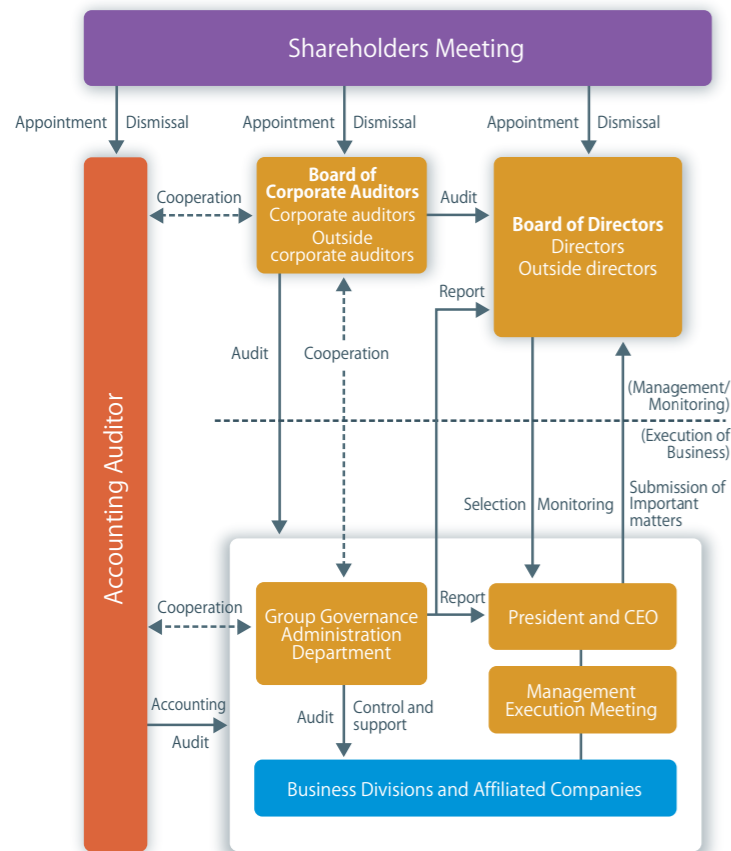 Shareholders Meeting
Appointment
Dismissal
Appointment
Dismissal
Appointment
Dismissal
Accounting Auditor
Cooperation
Board of
Corporate Auditors
Corporate auditors
Outside
corporate auditors
Audit
Board of Directors
Directors
Outside directors
Report
Audit
Cooperation
(Management/
Monitoring)
(Execution of
Business)
Selection
Monitoring
Submission of
Important
matters
Cooperation
Group Governance
Administration
Department
Report
President and CEO
Management
Execution Meeting
Accounting
Audit
Audit
Control and
support
Business Divisions and Affiliated Companies